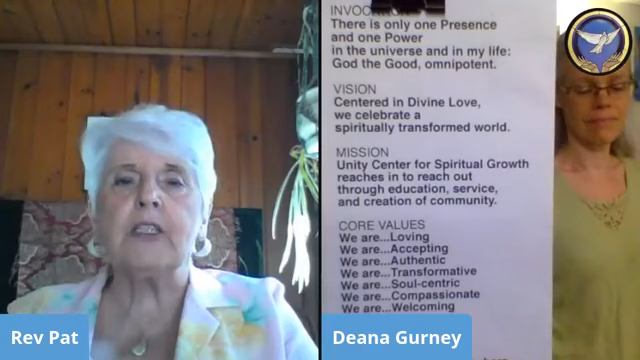 INVOCATION
There is only one Presence
and one Power
in the universe and in my life:
God the Good, omnipotent.
VISION
Centered in Divine Love,
we celebrate a
spiritually transformed world.
MISSION
Unity Center for Spiritual Growth
reaches in to reach out
through education, service,
and creation of community.
CORE VALUES
We are...Loving
We are...Accepting
We are...Authentic
We are...Transformative
We are...Soul-centric
We are...Compassionate
We are...Welcoming
Rev Pat
Deana Gurney